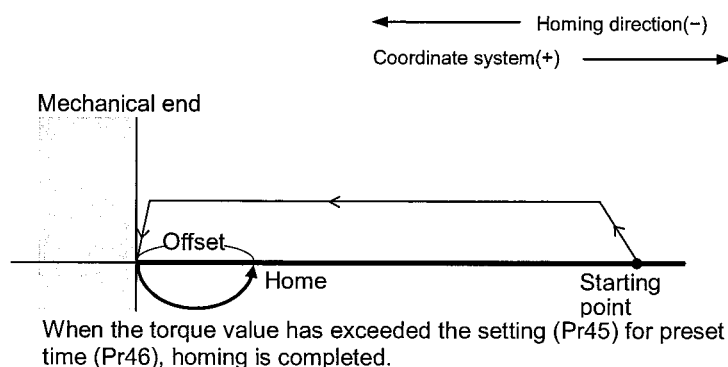 Homing direction(−)
Coordinate system(+)
Mechanical end
Offset
Home
Starting
point
When the torque value has exceeded the setting (Pr45) for preset
time (Pr46), homing is completed.